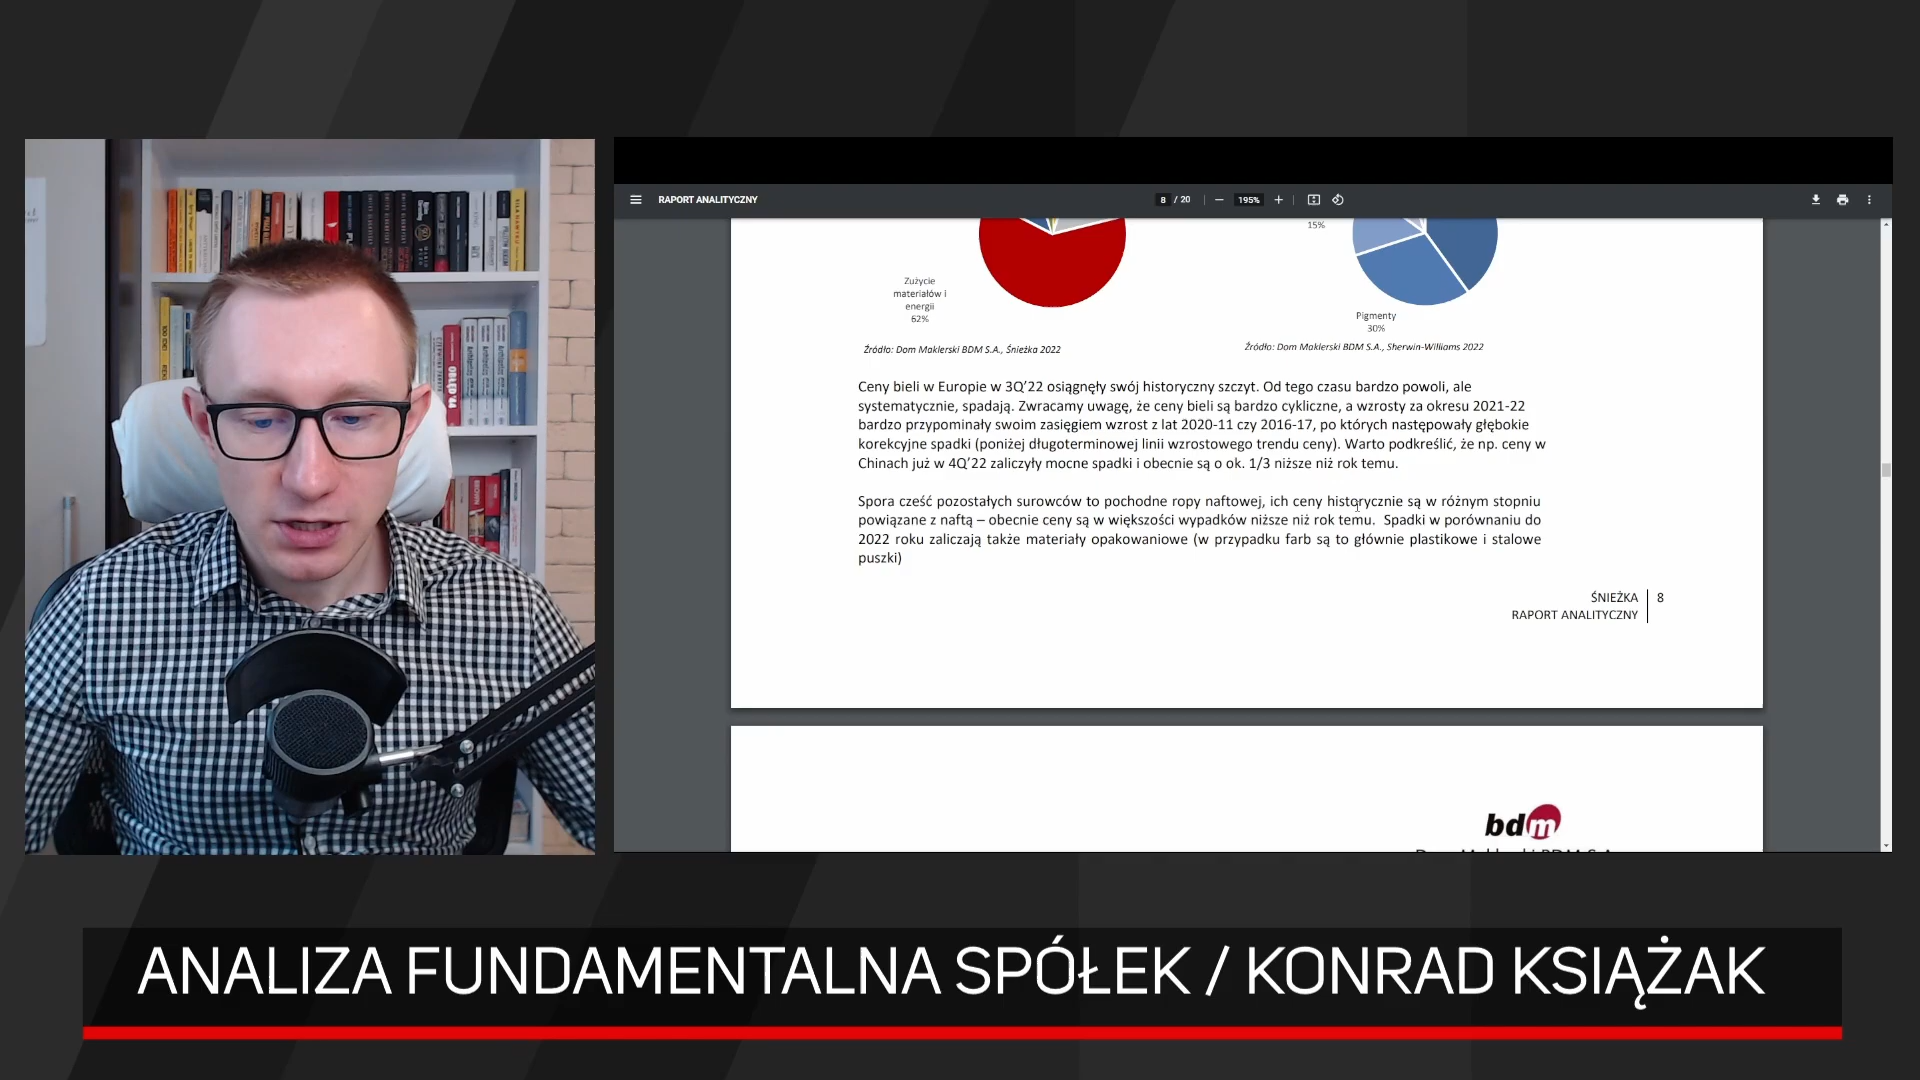 RAPORT ANALITYCZNY
8 / 20
195%
15%
Zużycie
materiałów i
energii
62%
Pigmenty
30%
Źródło: Dom Maklerski BDM S.A., Śnieżka 2022
Źródło: Dom Maklerski BDM S.A., Sherwin-Williams 2022
Ceny bieli w Europie w 3Q’22 osiągnęły swój historyczny szczyt. Od tego czasu bardzo powoli, ale
systematycznie, spadają. Zwracamy uwagę, że ceny bieli są bardzo cykliczne, a wzrosty za okresu 2021-22
bardzo przypominały swoim zasięgiem wzrost z lat 2020-11 czy 2016-17, po których następowały głębokie
korekcyjne spadki (poniżej długoterminowej linii wzrostowego trendu ceny). Warto podkreślić, że np. ceny w
Chinach już w 4Q’22 zaliczyły mocne spadki i obecnie są o ok. 1/3 niższe niż rok temu.
Spora cześć pozostałych surowców to pochodne ropy naftowej, ich ceny historycznie są w różnym stopniu
powiązane z naftą – obecnie ceny są w większości wypadków niższe niż rok temu. Spadki w porównaniu do
2022 roku zaliczają także materiały opakowaniowe (w przypadku farb są to głównie plastikowe i stalowe
puszki)
ŚNIEŻKA 8
RAPORT ANALITYCZNY
bdm
Dom Maklerski BDM S.A.
OBŁĘD '44
ANALIZA FUNDAMENTALNA SPÓŁEK / KONRAD KSIĄŻAK